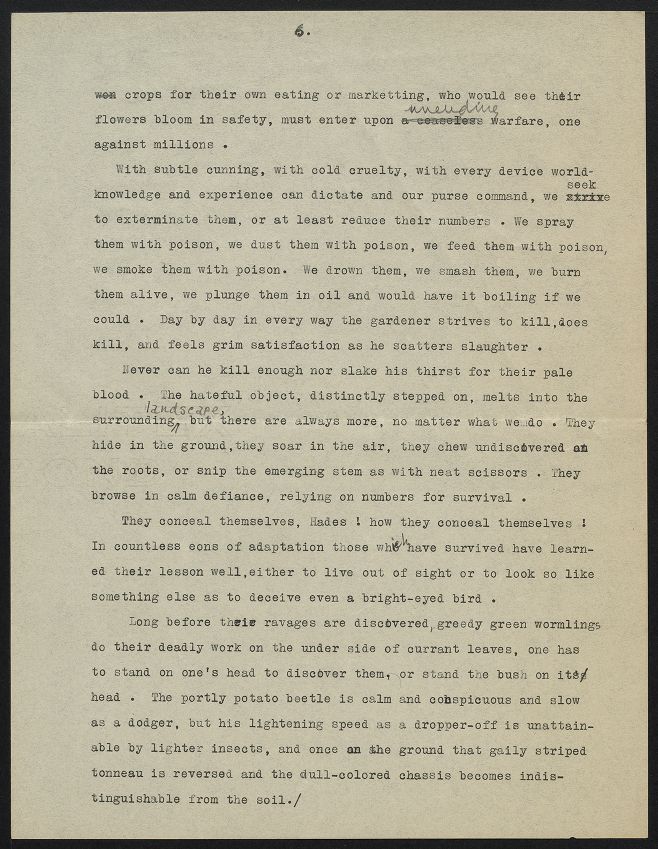 6.
won crops for their own eating or marketting, who would see their
unending
flowers bloom in safety, must enter upon a ceaseless warfare, one
against millions .
With subtle cunning, with cold cruelty, with every device world-
seek
knowledge and experience can dictate and our purse command, we strive
to exterminate them, or at least reduce their numbers . We spray
them with poison, we dust them with poison, we feed them with poison,
we smoke them with poison. We drown them, we smash them, we burn
them alive, we plunge them in oil and would have it boiling if we
could . Day by day in every way the gardener strives to kill,does
kill, and feels grim satisfaction as he scatters slaughter .
Never can he kill enough nor slake his thirst for their pale
blood . The hateful object, distinctly stepped on, melts into the
landscape,
surrounding, but there are always more, no matter what we do . They
hide in the ground,they soar in the air, they chew undiscovered at
the roots, or snip the emerging stem as with neat scissors . They
browse in calm defiance, relying on numbers for survival .
They conceal themselves, Hades ! how they conceal themselves !
In countless eons of adaptation those which have survived have learn-
ed their lesson well,either to live out of sight or to look so like
something else as to deceive even a bright-eyed bird .
Long before their ravages are discovered, greedy green wormlings
do their deadly work on the under side of currant leaves, one has
to stand on one's head to discover them, or stand the bush on its
head . The portly potato beetle is calm and conspicuous and slow
as a dodger, but his lightening speed as a dropper-off is unattain-
able by lighter insects, and once on the ground that gaily striped
tonneau is reversed and the dull-colored chassis becomes indis-
tinguishable from the soil./